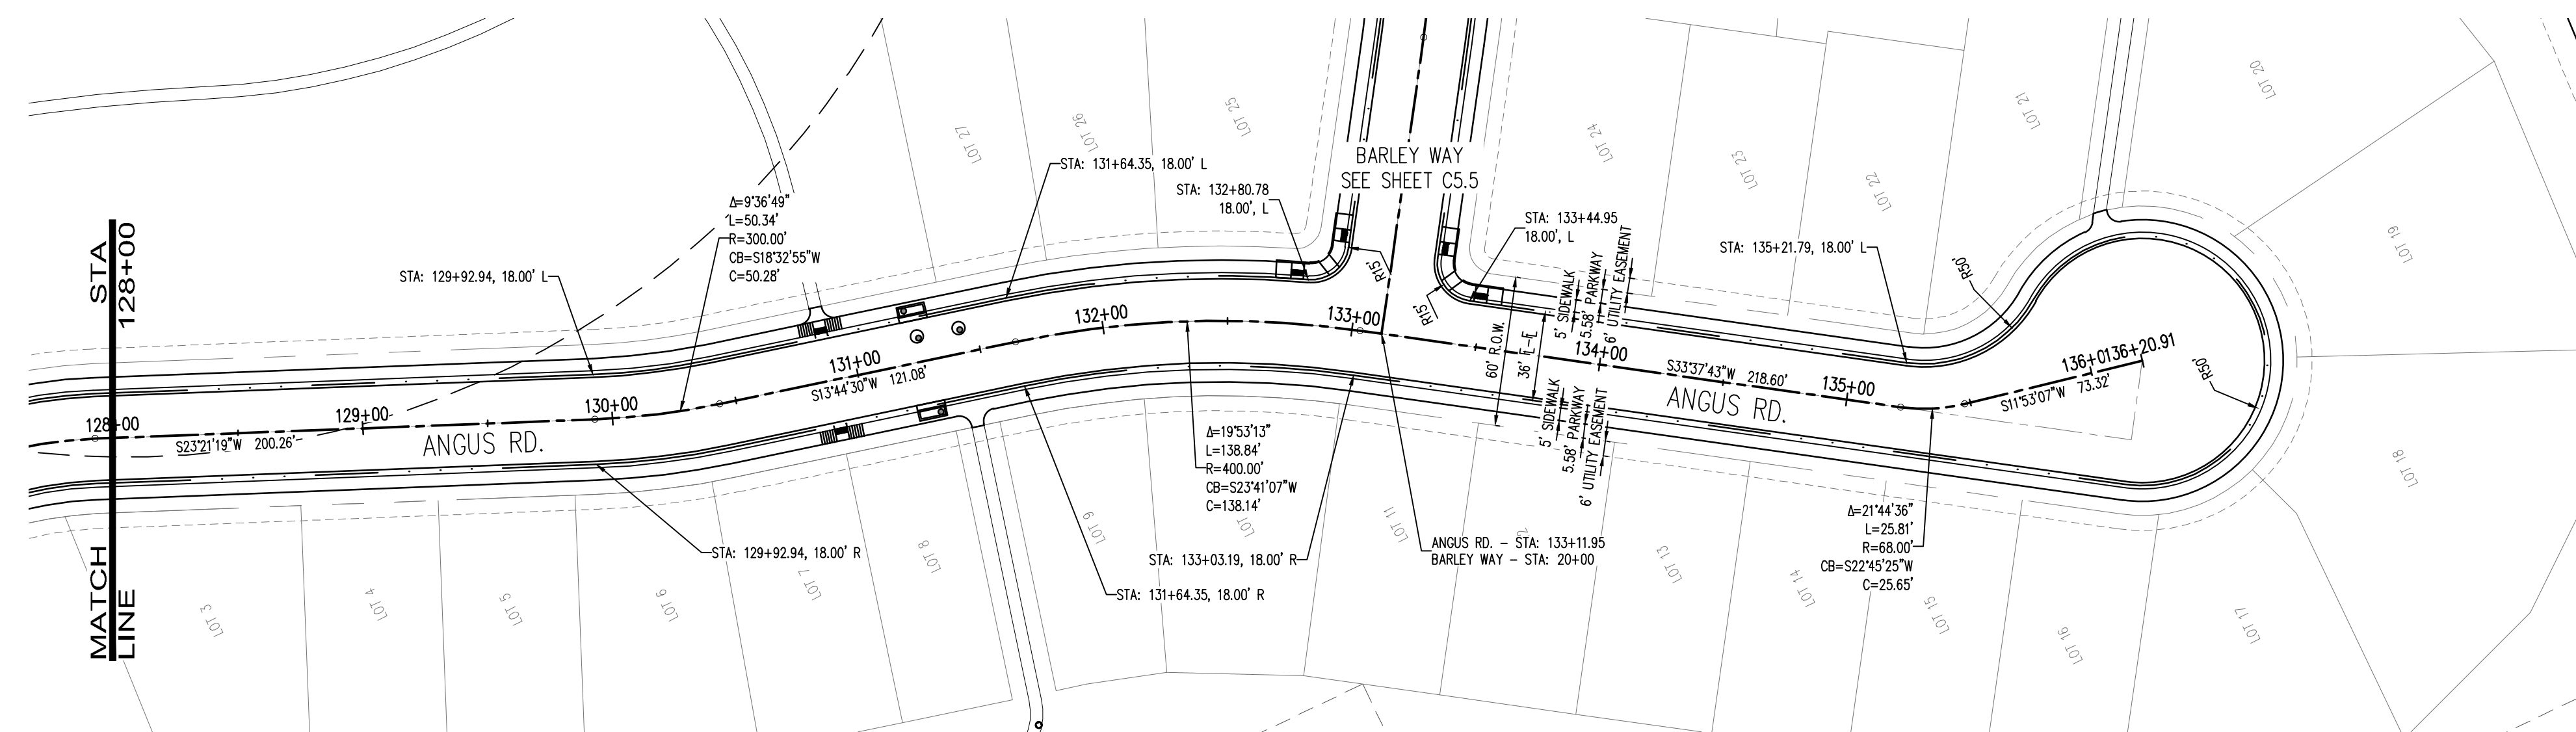 MATCH LINE
STA 128+00
128+00
129+00
130+00
131+00
132+00
133+00
134+00
135+00
136+0136+20.91
S23°21'19"W 200.26'
ANGUS RD.
STA: 129+92.94, 18.00' L
Δ=9°36'49"
L=50.34'
R=300.00'
CB=S18°32'55"W
C=50.28'
S13°44'30"W 121.08'
STA: 129+92.94, 18.00' R
STA: 131+64.35, 18.00' L
STA: 132+80.78
18.00', L
BARLEY WAY
SEE SHEET C5.5
R15'
R15'
STA: 133+44.95
18.00', L
60' R.O.W.
36' L-L
5' SIDEWALK
5.58' PARKWAY
6' UTILITY EASEMENT
5' SIDEWALK
5.58' PARKWAY
6' UTILITY EASEMENT
STA: 135+21.79, 18.00' L
R50'
R50'
S33°37'43"W 218.60'
ANGUS RD.
S11°53'07"W 73.32'
Δ=19°53'13"
L=138.84'
R=400.00'
CB=S23°41'07"W
C=138.14'
STA: 133+03.19, 18.00' R
STA: 131+64.35, 18.00' R
ANGUS RD. - STA: 133+11.95
BARLEY WAY - STA: 20+00
Δ=21°44'36"
L=25.81'
R=68.00'
CB=S22°45'25"W
C=25.65'
LOT 27
LOT 26
LOT 25
LOT 24
LOT 23
LOT 22
LOT 21
LOT 20
LOT 19
LOT 18
LOT 17
LOT 16
LOT 15
LOT 14
LOT 13
LOT 11
LOT 9
LOT 8
LOT 7
LOT 6
LOT 5
LOT 4
LOT 3